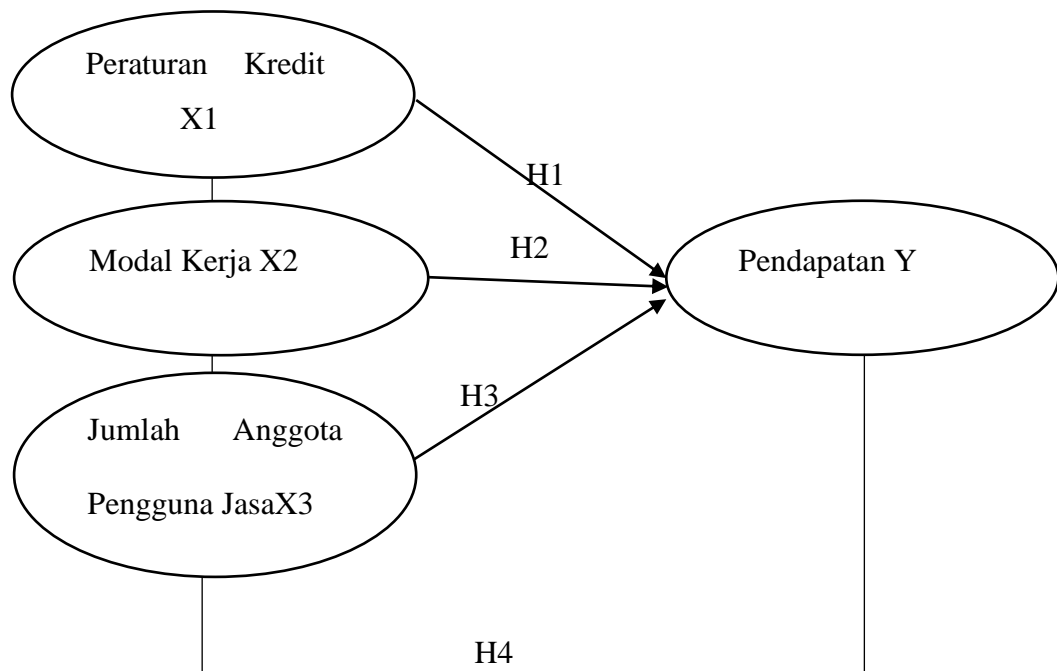 Peraturan Kredit
X1
H1
Modal Kerja X2
H2
Pendapatan Y
H3
Jumlah Anggota
Pengguna JasaX3
H4